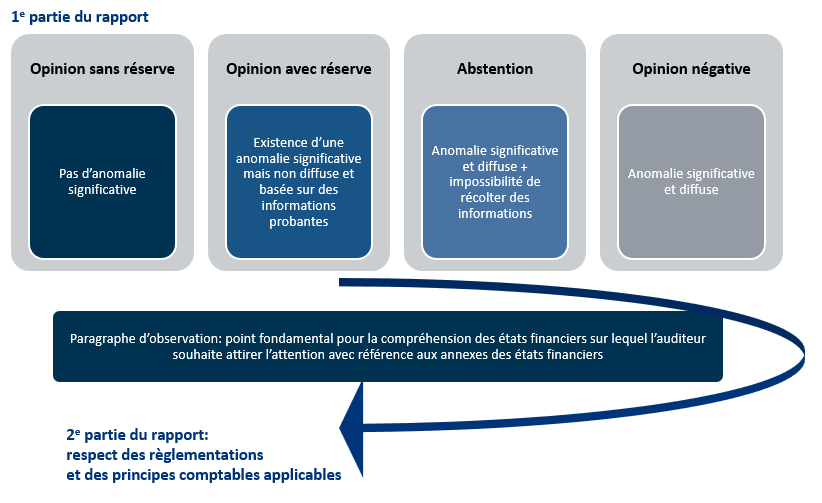 1e partie du rapport
Opinion sans réserve
Pas d'anomalie
significative
Opinion avec réserve
Existence d'une
anomalie significative
mais non diffuse et
basée sur des
informations
probantes
Abstention
Anomalie significative
et diffuse +
impossibilité de
récolter des
informations
Opinion négative
Anomalie significative
et diffuse
Paragraphe d'observation: point fondamental pour la compréhension des états financiers sur lequel l'auditeur
souhaite attirer l'attention avec référence aux annexes des états financiers
2e partie du rapport:
respect des règlementations
et des principes comptables applicables